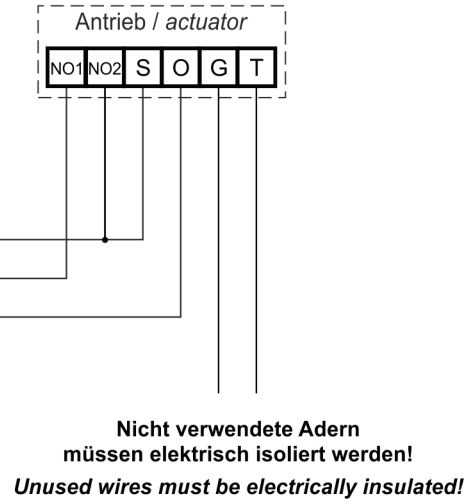 Antrieb / actuator
NO1 NO2 S O G T
Nicht verwendete Adern
müssen elektrisch isoliert werden!
Unused wires must be electrically insulated!